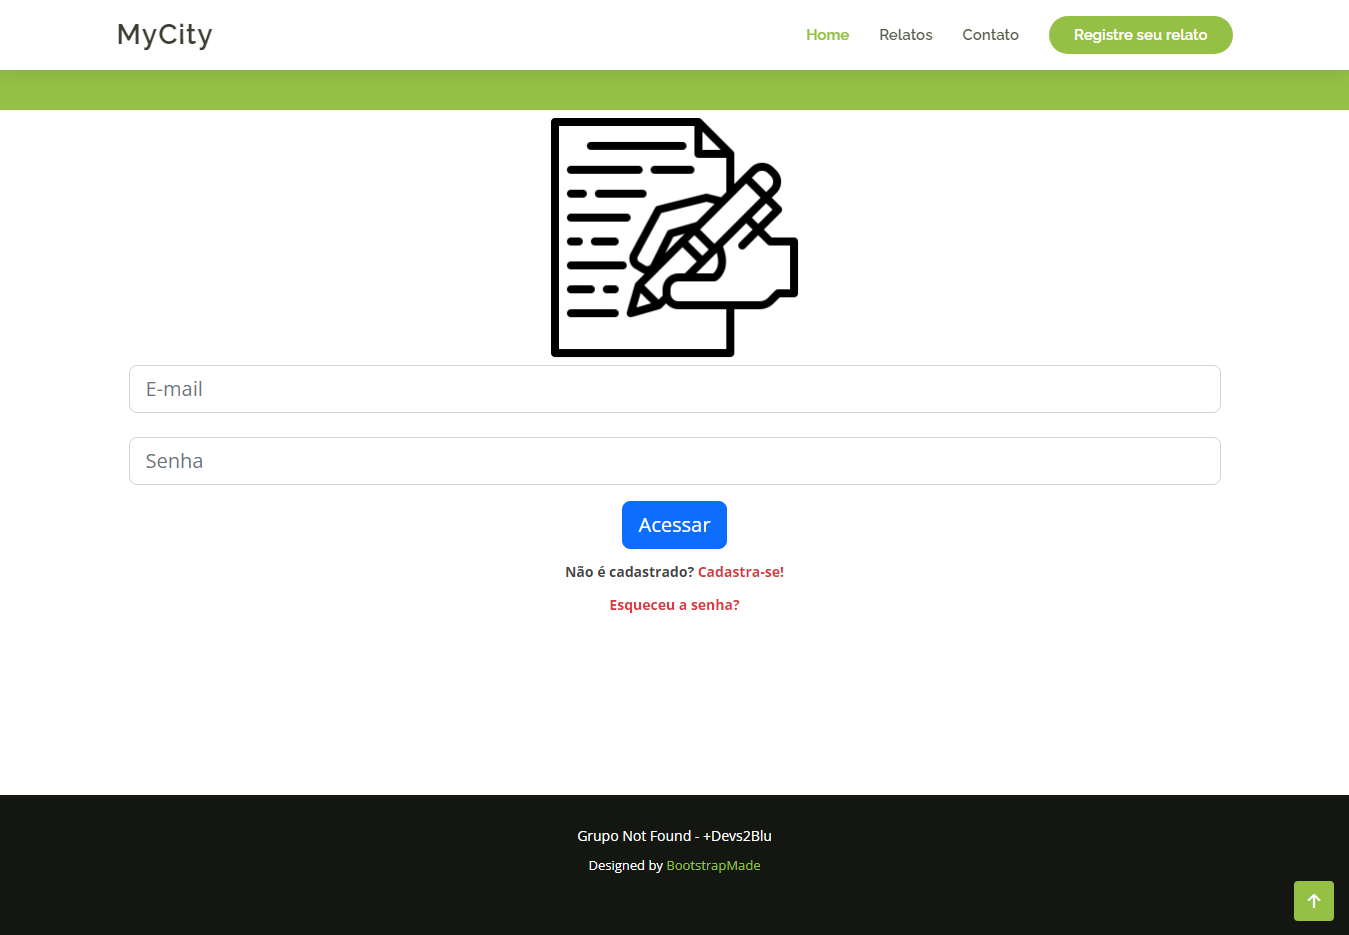 MyCity
Home Relatos Contato Registre seu relato
E-mail
Senha
Acessar
Não é cadastrado? Cadastra-se!
Esqueceu a senha?
Grupo Not Found - +Devs2Blu
Designed by BootstrapMade